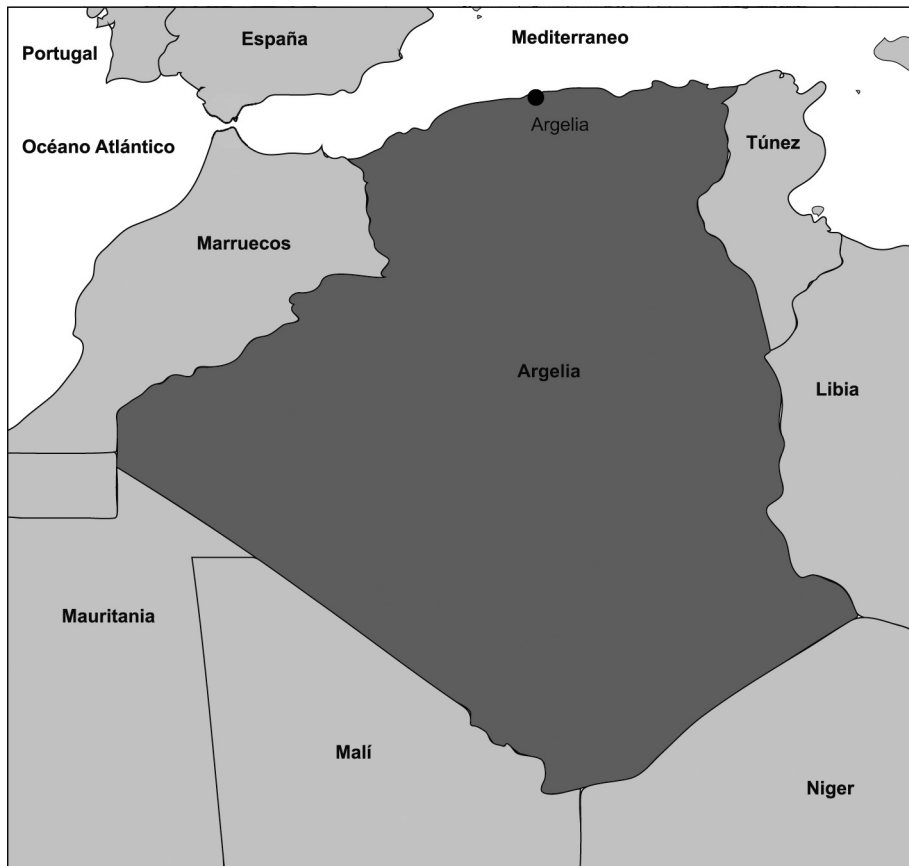 España
Mediterraneo
Portugal
Argelia
Océano Atlántico
Túnez
Marruecos
Argelia
Libia
Mauritania
Malí
Niger